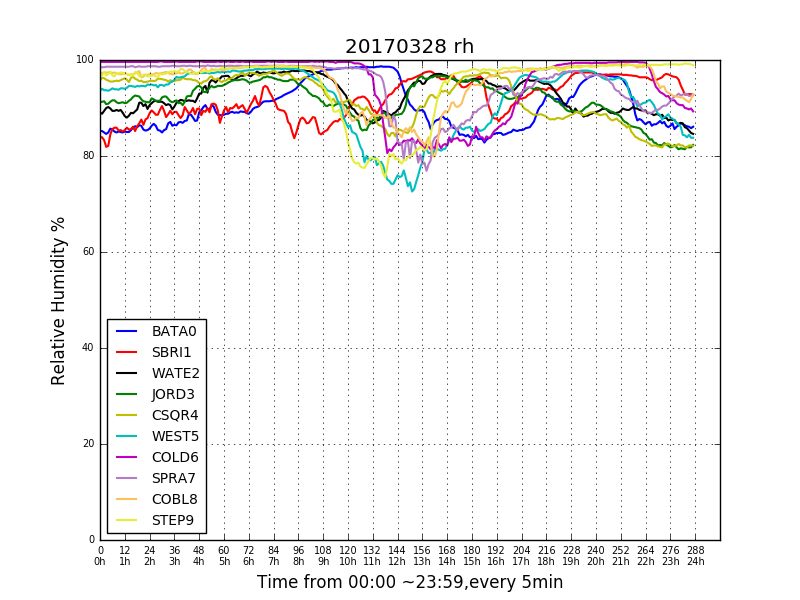 20170328 rh
Relative Humidity %
100
80
60
40
20
0
BATA0
SBRI1
WATE2
JORD3
CSQR4
WEST5
COLD6
SPRA7
COBL8
STEP9
0 12 24 36 48 60 72 84 96 108 120 132 144 156 168 180 192 204 216 228 240 252 264 276 288
0h 1h 2h 3h 4h 5h 6h 7h 8h 9h 10h 11h 12h 13h 14h 15h 16h 17h 18h 19h 20h 21h 22h 23h 24h
Time from 00:00 ~23:59,every 5min